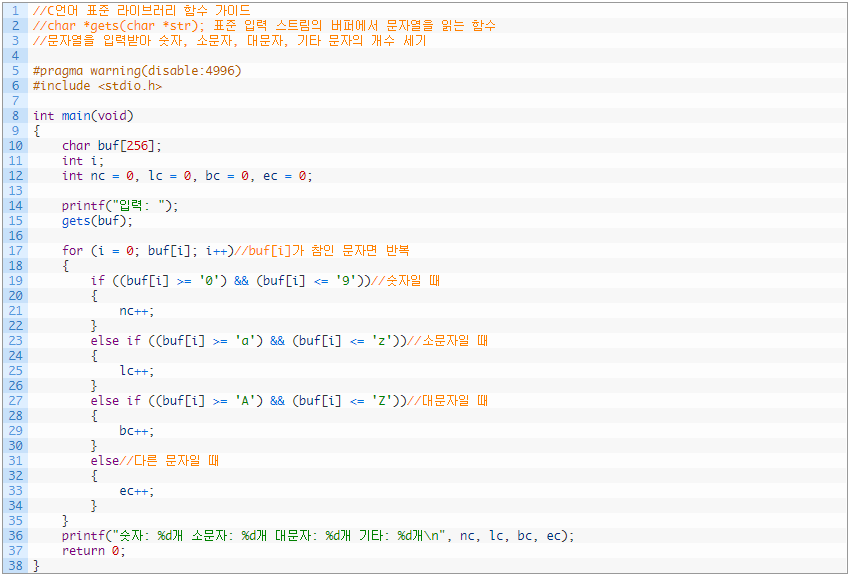 1 //C언어 표준 라이브러리 함수 가이드
2 //char *gets(char *str); 표준 입력 스트림의 버퍼에서 문자열을 읽는 함수
3 //문자열을 입력받아 숫자, 소문자, 대문자, 기타 문자의 개수 세기
4
5 #pragma warning(disable:4996)
6 #include <stdio.h>
7
8 int main(void)
9 {
10     char buf[256];
11     int i;
12     int nc = 0, lc = 0, bc = 0, ec = 0;
13
14     printf("입력: ");
15     gets(buf);
16
17     for (i = 0; buf[i]; i++)//buf[i]가 참인 문자면 반복
18     {
19         if ((buf[i] >= '0') && (buf[i] <= '9'))//숫자일 때
20         {
21             nc++;
22         }
23         else if ((buf[i] >= 'a') && (buf[i] <= 'z'))//소문자일 때
24         {
25             lc++;
26         }
27         else if ((buf[i] >= 'A') && (buf[i] <= 'Z'))//대문자일 때
28         {
29             bc++;
30         }
31         else//다른 문자일 때
32         {
33             ec++;
34         }
35     }
36     printf("숫자: %d개 소문자: %d개 대문자: %d개 기타: %d개\n", nc, lc, bc, ec);
37     return 0;
38 }